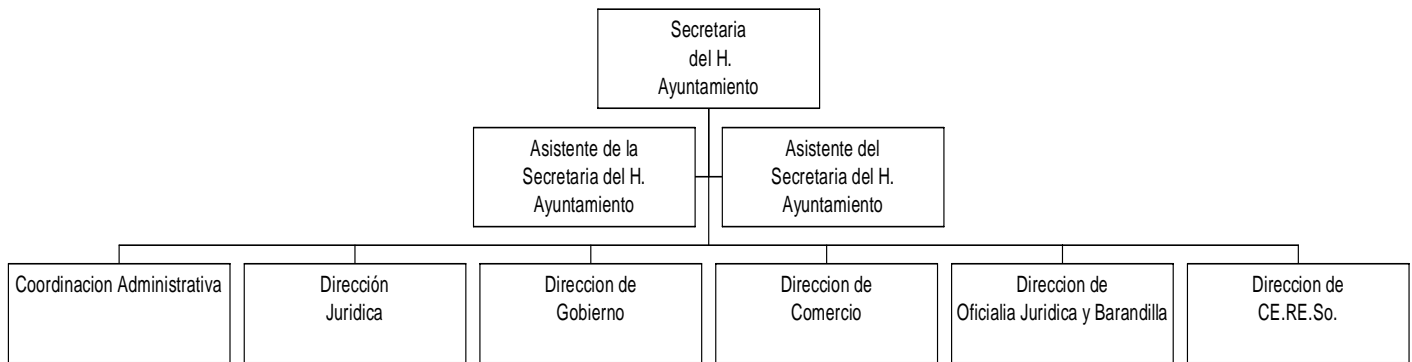 Secretaria
del H.
Ayuntamiento
Asistente de la
Secretaria del H.
Ayuntamiento
Asistente del
Secretaria del H.
Ayuntamiento
Coordinacion Administrativa
Dirección
Juridica
Direccion de
Gobierno
Direccion de
Comercio
Direccion de
Oficialia Juridica y Barandilla
Direccion de
CE.RE.So.